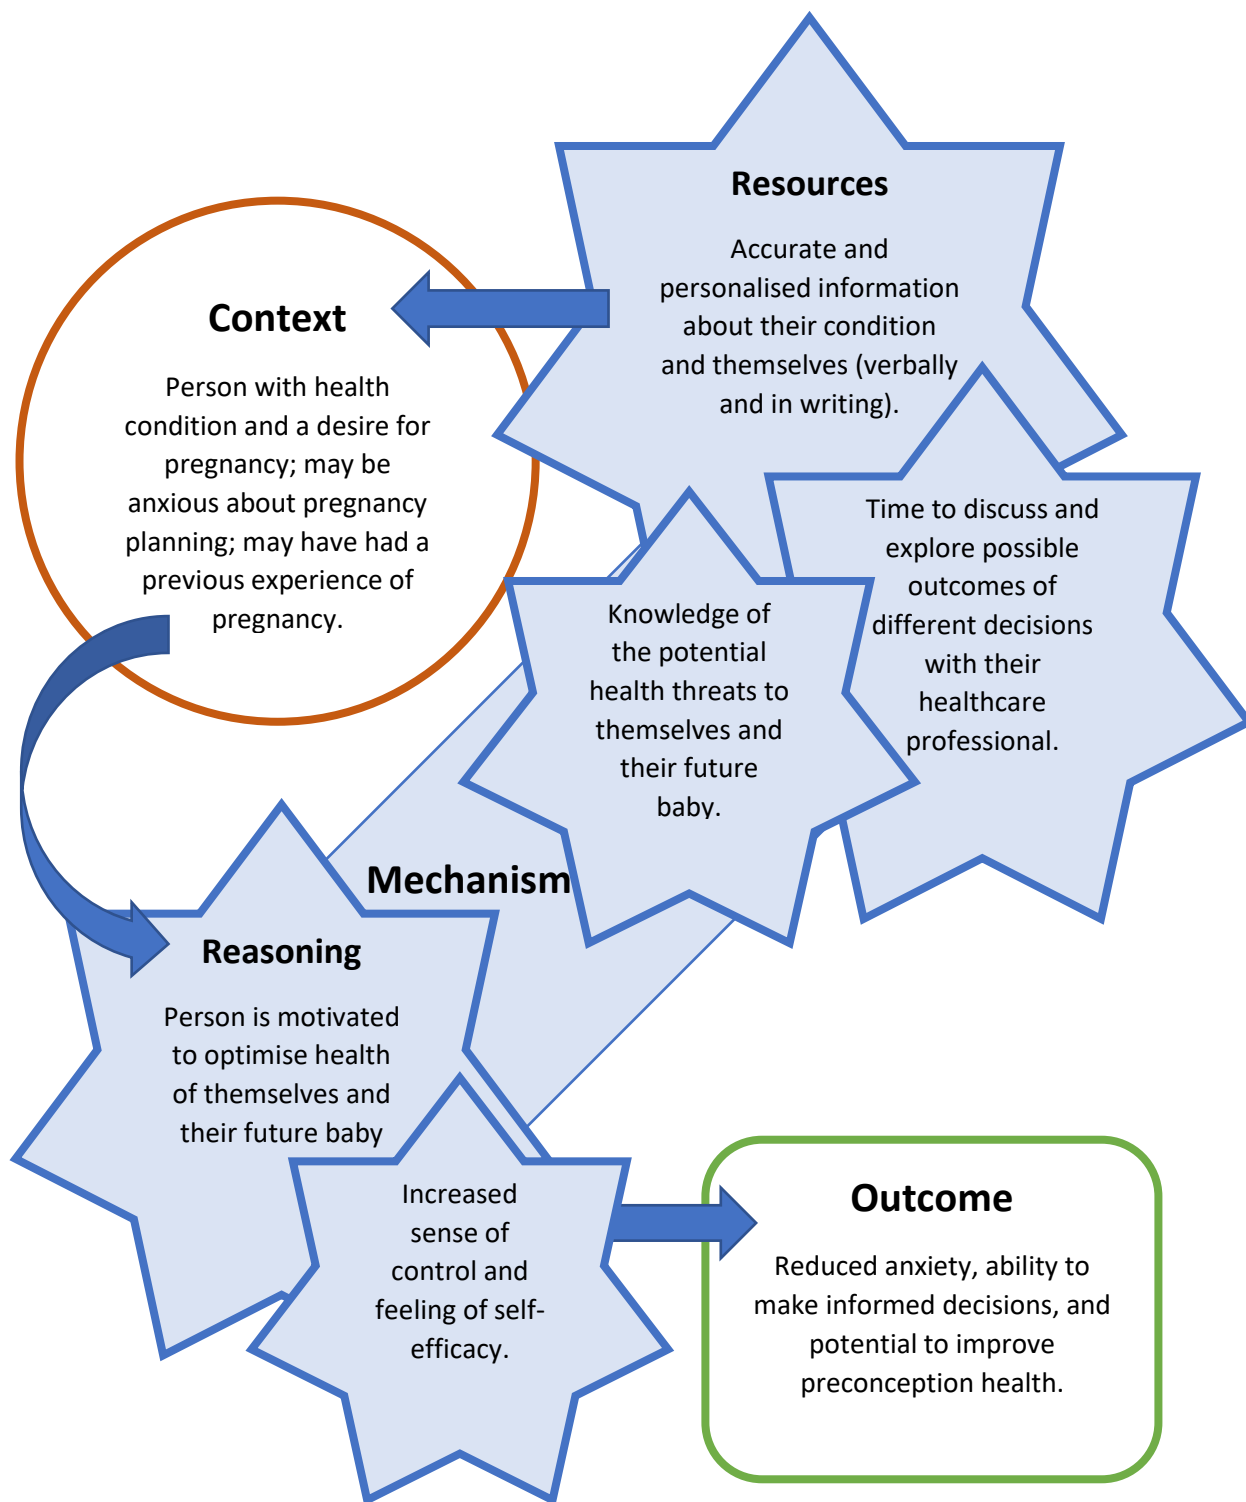 Resources
Accurate and
personalised information
about their condition
and themselves (verbally
and in writing).
Context
Person with health
condition and a desire for
pregnancy; may be
anxious about pregnancy
planning; may have had a
previous experience of
pregnancy.
Time to discuss and
explore possible
outcomes of
different decisions
with their
healthcare
professional.
Knowledge of
the potential
health threats to
themselves and
their future
baby.
Mechanism
Reasoning
Person is motivated
to optimise health
of themselves and
their future baby
Increased
sense of
control and
feeling of self-
efficacy.
Outcome
Reduced anxiety, ability to
make informed decisions, and
potential to improve
preconception health.